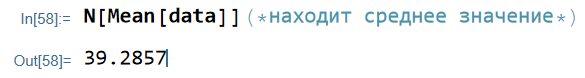 In[58]:= N[Mean[data]](*находит среднее значение*)
Out[58]= 39.2857